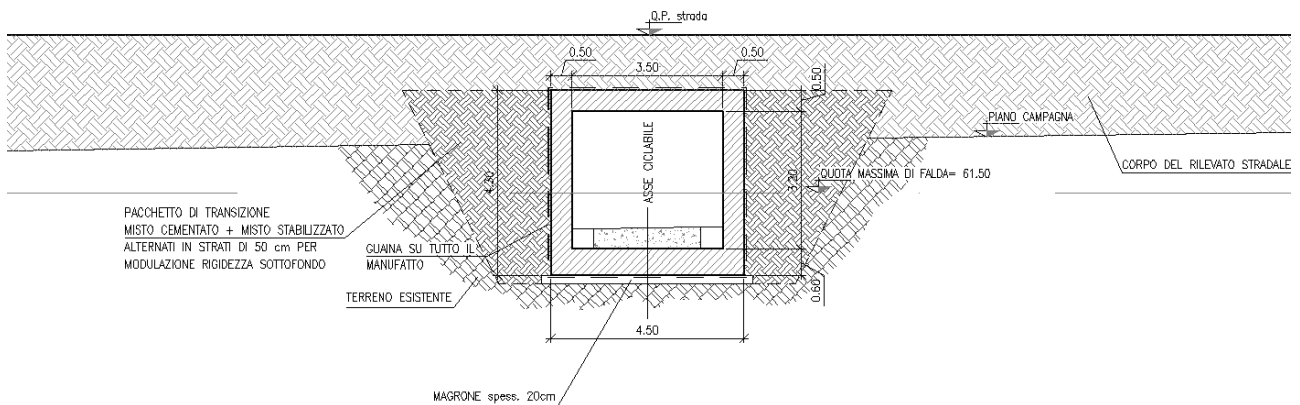 Q.P. strada
0.50
0.50
3.50
0.50
PIANO CAMPAGNA
ASSE CICLABILE
CORPO DEL RILEVATO STRADALE
4.30
3.20
QUOTA MASSIMA DI FALDA= 61.50
PACCHETTO DI TRANSIZIONE
MISTO CEMENTATO + MISTO STABILIZZATO
ALTERNATI IN STRATI DI 50 cm PER
MODULAZIONE RIGIDEZZA SOTTOFONDO
GUAINA SU TUTTO IL
MANUFATTO
TERRENO ESISTENTE
0.60
4.50
MAGRONE spess. 20cm